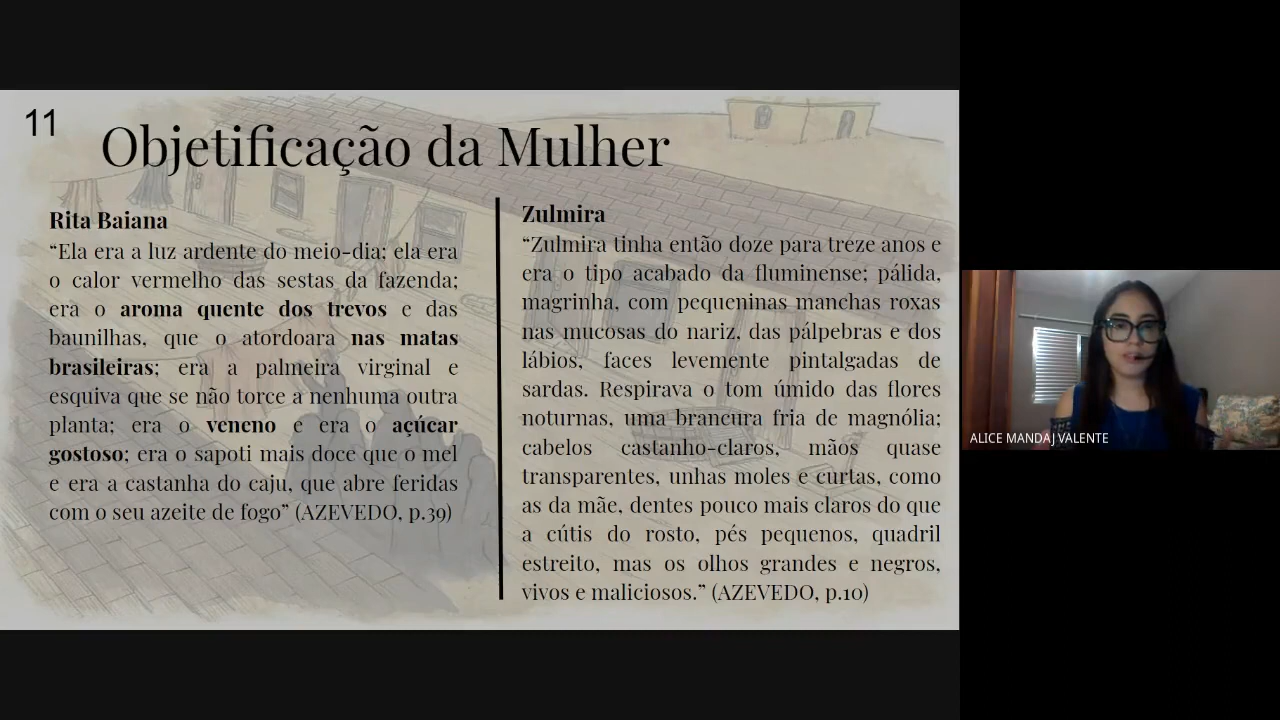 11
Objetificação da Mulher
Rita Baiana
“Ela era a luz ardente do meio-dia; ela era
o calor vermelho das sestas da fazenda;
era o aroma quente dos trevos e das
baunilhas, que o atordoara nas matas
brasileiras; era a palmeira virginal e
esquiva que se não torce a nenhuma outra
planta; era o veneno e era o açúcar
gostoso; era o sapoti mais doce que o mel
e era a castanha do caju, que abre feridas
com o seu azeite de fogo” (AZEVEDO, p.39)
Zulmira
“Zulmira tinha então doze para treze anos e
era o tipo acabado da fluminense; pálida,
magrinha, com pequeninas manchas roxas
nas mucosas do nariz, das pálpebras e dos
lábios, faces levemente pintalgadas de
sardas. Respirava o tom úmido das flores
noturnas, uma brancura fria de magnólia;
cabelos castanho-claros, mãos quase
transparentes, unhas moles e curtas, como
as da mãe, dentes pouco mais claros do que
a cútis do rosto, pés pequenos, quadril
estreito, mas os olhos grandes e negros,
vivos e maliciosos.” (AZEVEDO, p.10)
ALICE MANDAJ VALENTE